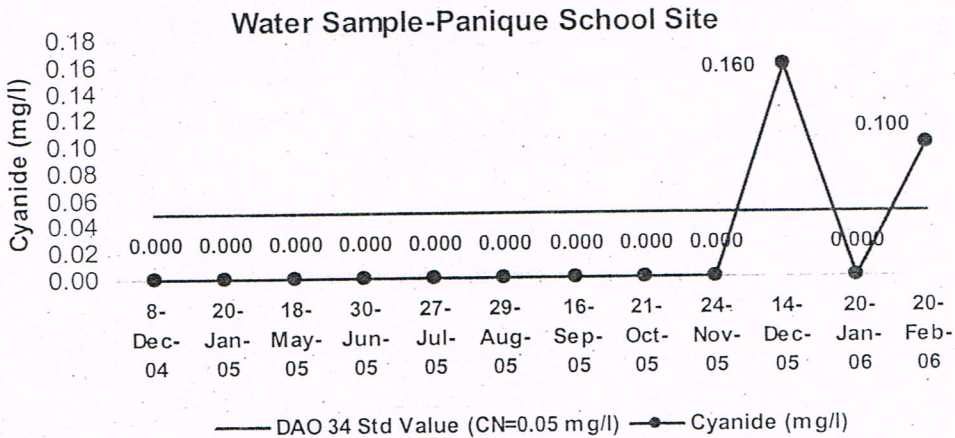 Water Sample-Panique School Site
Cyanide (mg/l)
0.18
0.16
0.14
0.12
0.10
0.08
0.06
0.04
0.02
0.00
0.160
0.100
0.000 0.000 0.000 0.000 0.000 0.000 0.000 0.000 0.000 0.000
8- 20- 18- 30- 27- 29- 16- 21- 24- 14- 20- 20-
Dec- Jan- May- Jun- Jul- Aug- Sep- Oct- Nov- Dec- Jan- Feb-
04 05 05 05 05 05 05 05 05 05 06 06
DAO 34 Std Value (CN=0.05 mg/l) Cyanide (mg/l)